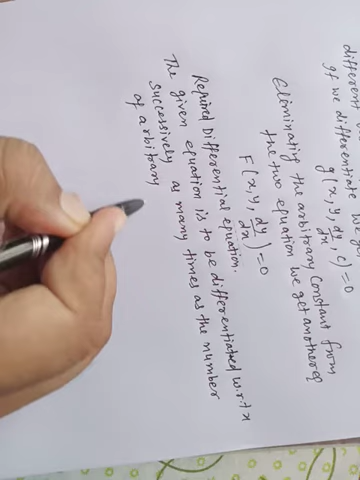 different
If we differentiate
g(x, y, dy/dx, c) = 0
Eliminating the arbitrary constant from
the two equation we get another eq
F(x, y, dy/dx) = 0
Required Differential equation.
The given equation is to be differentiated w.r.t x
successively as many times as the number
of arbitrary